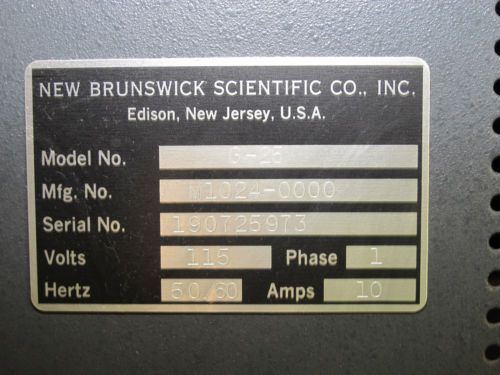 NEW BRUNSWICK SCIENTIFIC CO., INC.
Edison, New Jersey, U.S.A.
Model No. G-25
Mfg. No. M1024-0000
Serial No. 190725973
Volts 115 Phase 1
Hertz 50/60 Amps 10